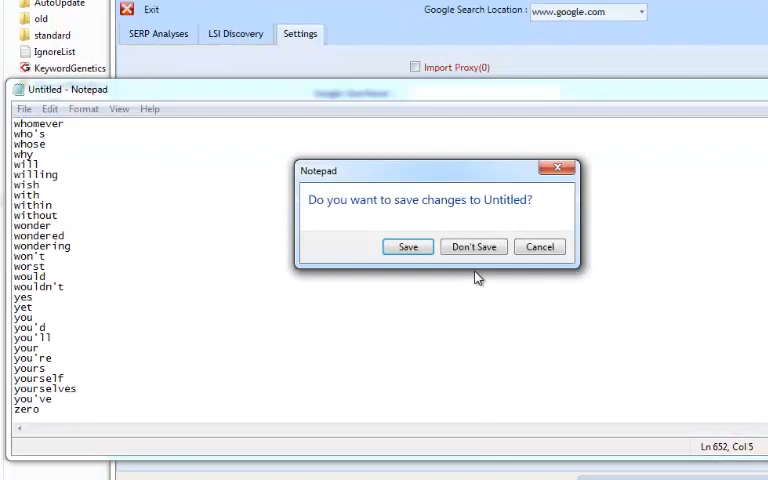 AutoUpdate
old
standard
IgnoreList
KeywordGenetics
Exit
Google Search Location :
www.google.com
SERP Analyses
LSI Discovery
Settings
Import Proxy(0)
Untitled - Notepad
File Edit Format View Help
whomever
who's
whose
why
will
willing
wish
with
within
without
wonder
wondered
wondering
won't
worst
would
wouldn't
yes
yet
you
you'd
you'll
your
you're
yours
yourself
yourselves
you've
zero
Notepad
Do you want to save changes to Untitled?
Save
Don't Save
Cancel
Ln 652, Col 5